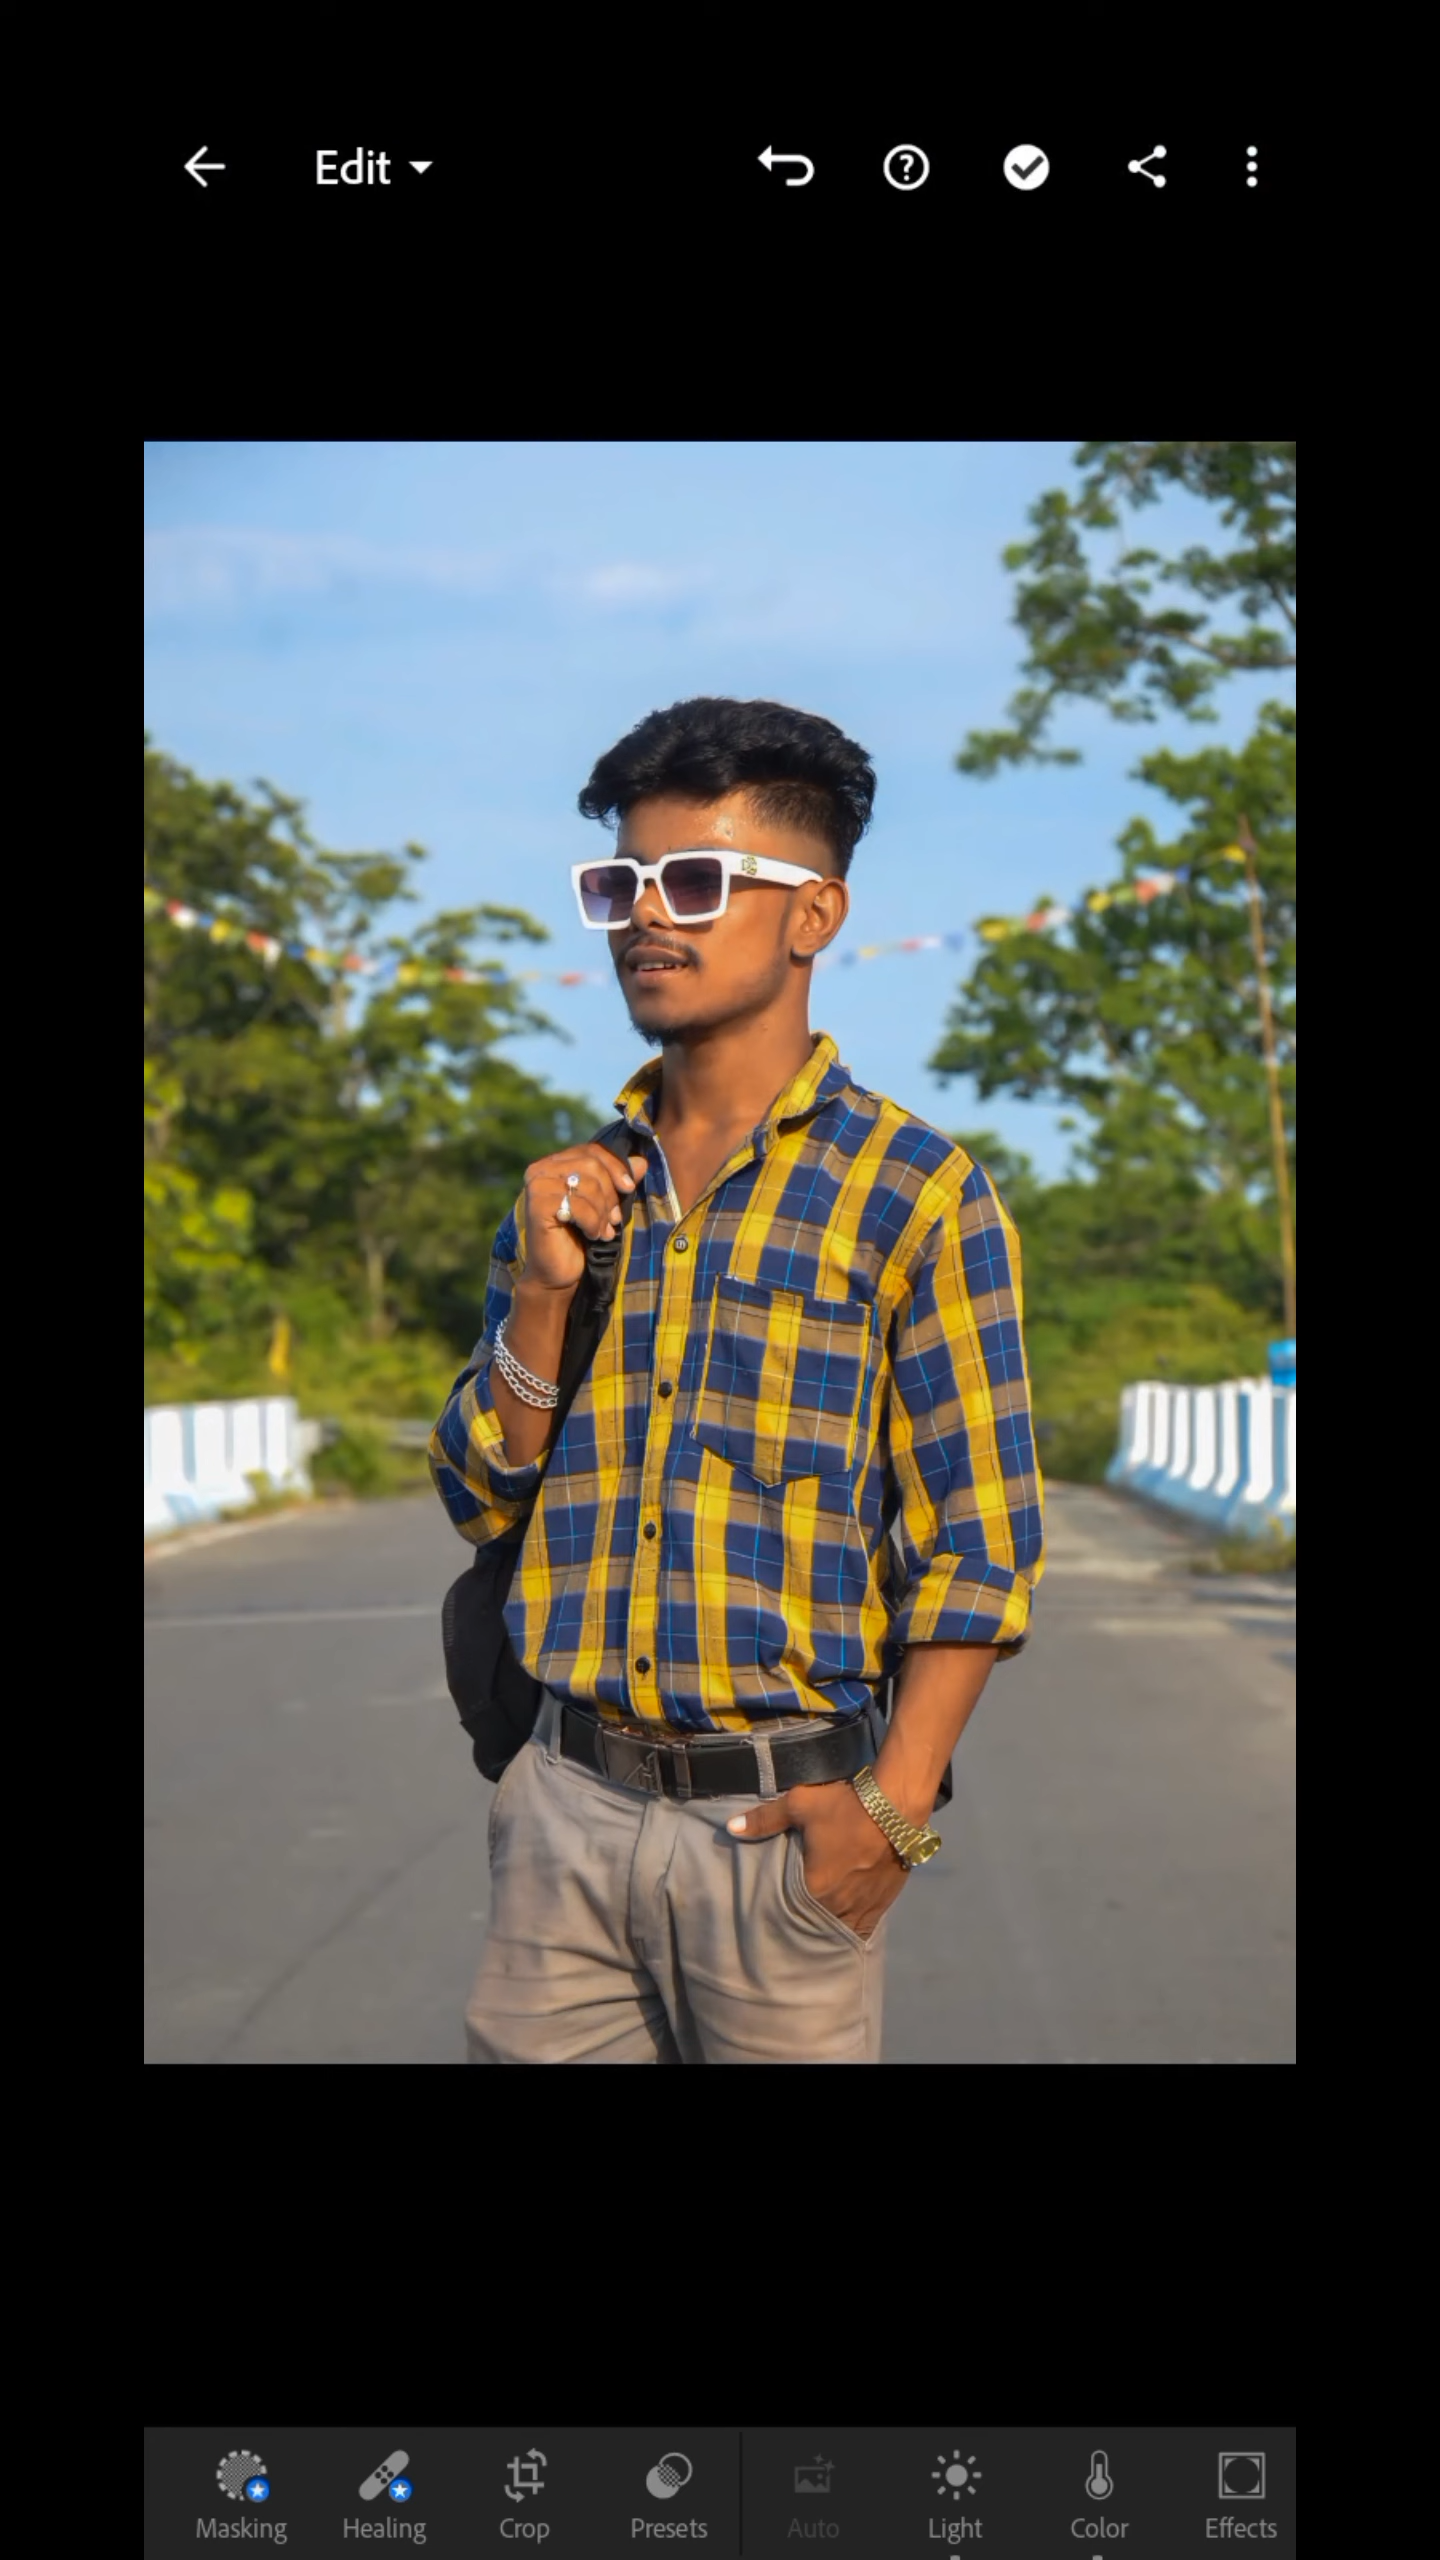 Edit
Masking
Healing
Crop
Presets
Auto
Light
Color
Effects